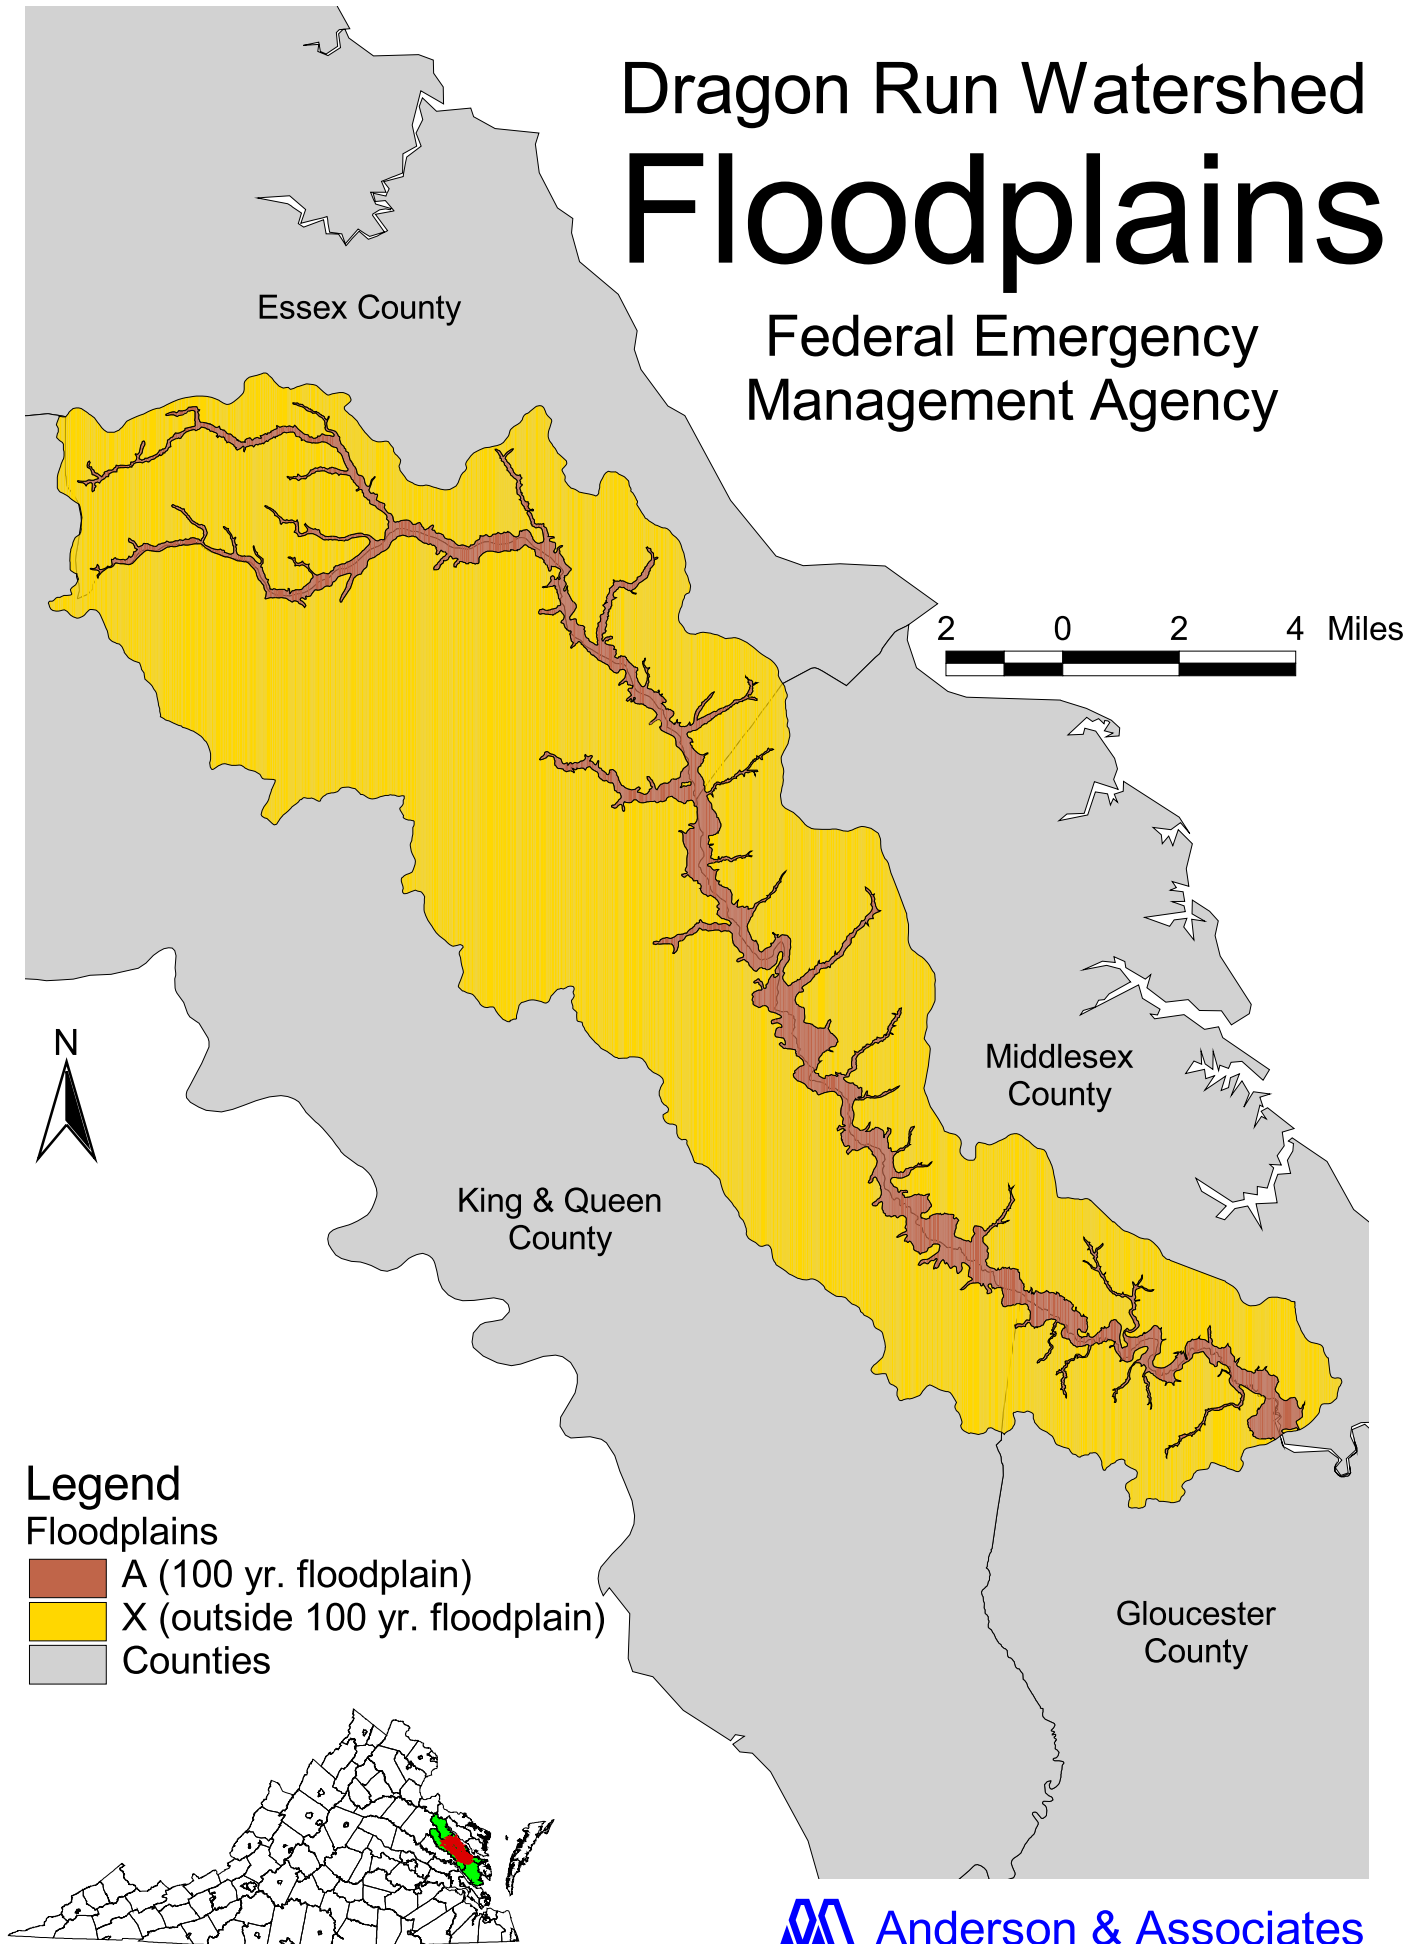 Dragon Run Watershed
Floodplains
Federal Emergency
Management Agency
Essex County
2 0 2 4 Miles
N
Middlesex
County
King & Queen
County
Legend
Floodplains
A (100 yr. floodplain)
X (outside 100 yr. floodplain)
Counties
Gloucester
County
Anderson & Associates